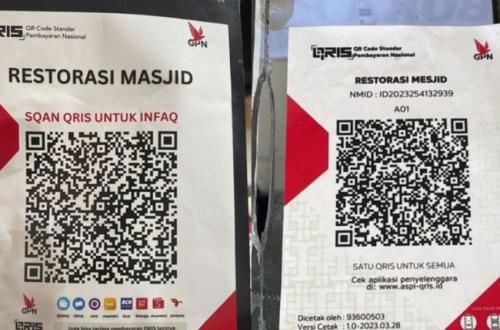 QRIS QR Code Standar
Pembayaran Nasional
GPN
RESTORASI MASJID
SQAN QRIS UNTUK INFAQ
GPN
QRIS QR Code Standar
Pembayaran Nasional
GPN
RESTORASI MESJID
NMID : ID2023254132939
A01
SATU QRIS UNTUK SEMUA
Cek aplikasi penyelenggara
di: www.aspi-qris.id
Dicetak oleh : 93600503
Versi Cetak : 1.0-2023.03.28